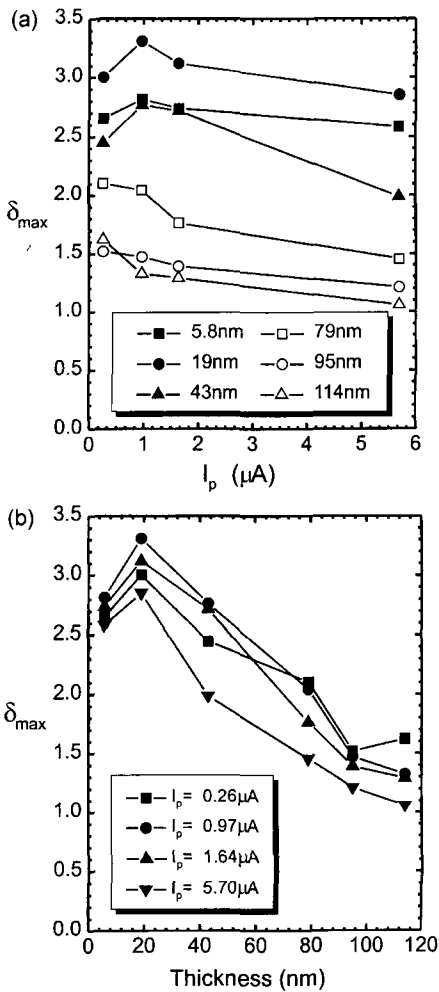 (a)
3.5
3.0
2.5
2.0
1.5
1.0
0.5
0.0
δmax
5.8nm
79nm
19nm
95nm
43nm
114nm
0 1 2 3 4 5 6
Ip (μA)
(b)
3.5
3.0
2.5
2.0
1.5
1.0
0.5
0.0
δmax
Ip= 0.26μA
Ip= 0.97μA
Ip= 1.64μA
Ip= 5.70μA
0 20 40 60 80 100 120
Thickness (nm)